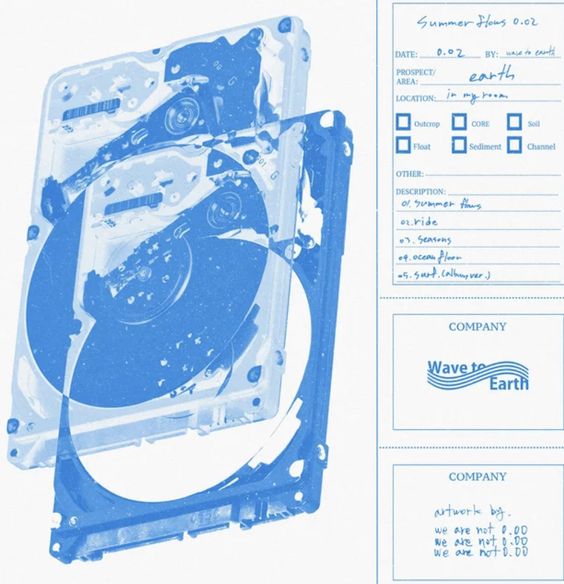 Summer flows 0.02
DATE: 0.02 BY: wave to earth
PROSPECT/
AREA: earth
LOCATION: in my room
Outcrop CORE Soil
Float Sediment Channel
OTHER:
DESCRIPTION:
01. summer flows
02. ride
03. seasons
04. ocean floor
05. surf. (album ver.)
COMPANY
Wave to
Earth
COMPANY
artwork by.
we are not 0.00
we are not 0.00
we are not 0.00